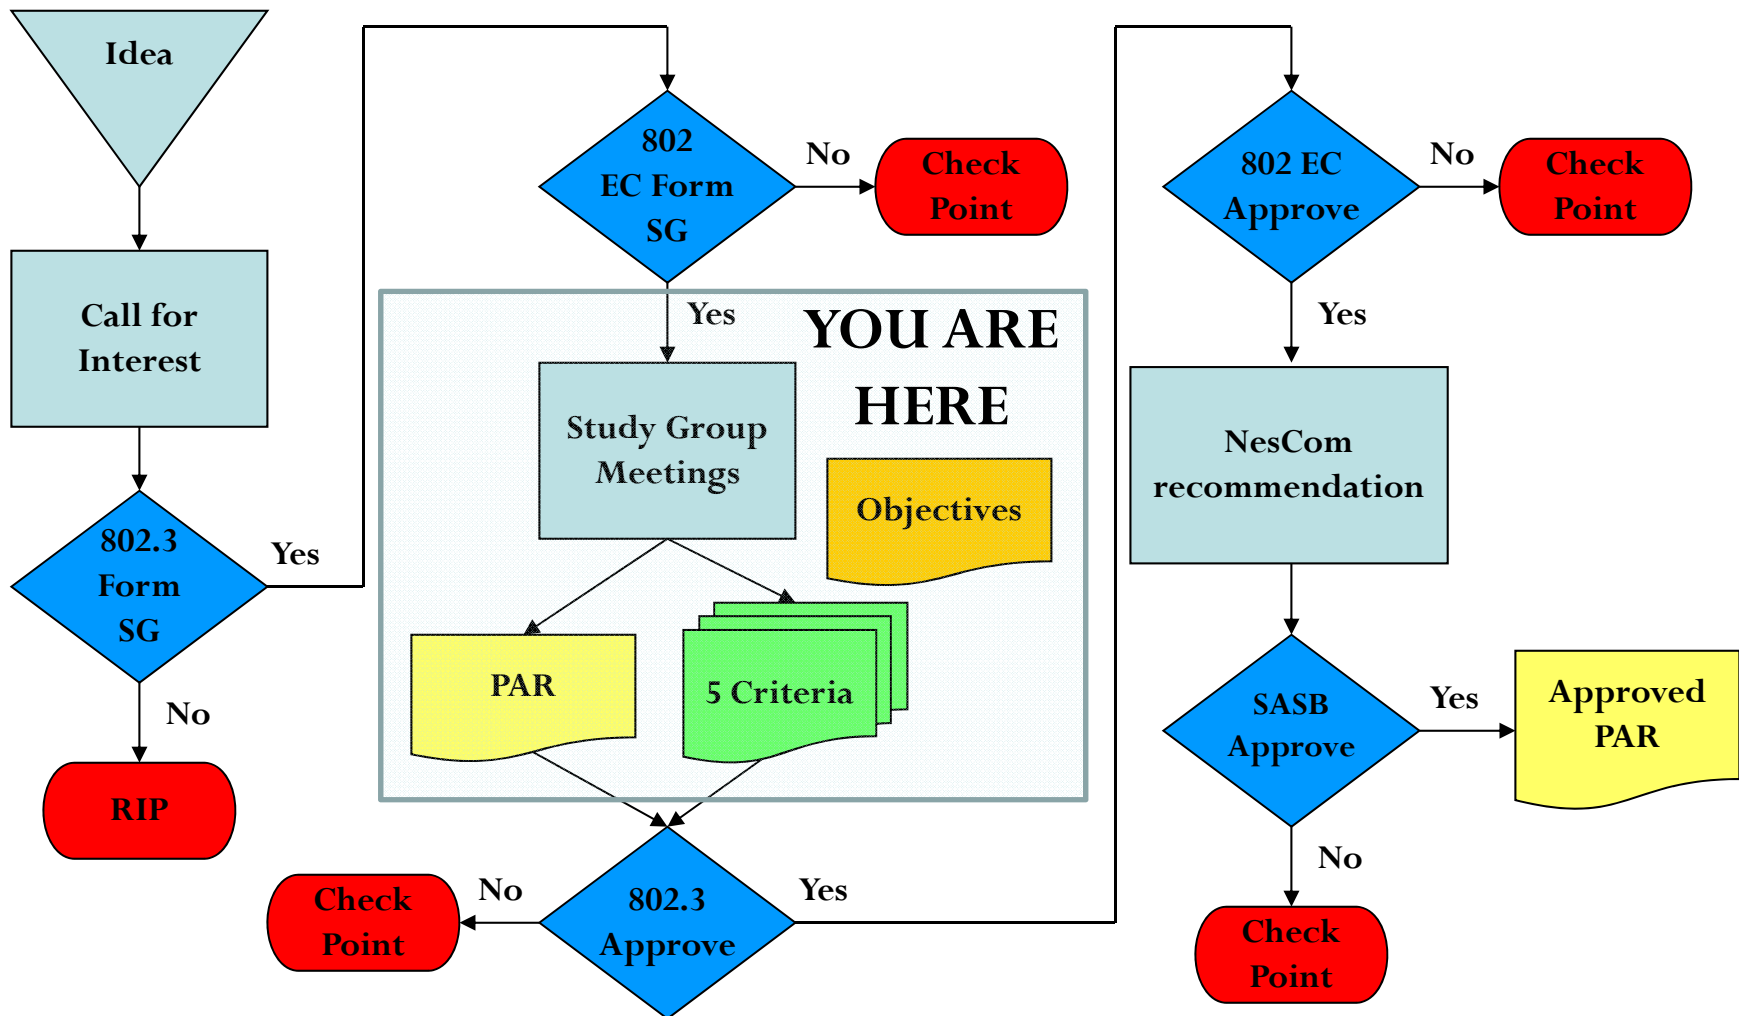 Idea
Call for
Interest
802.3
Form
SG
Yes
No
RIP
802
EC Form
SG
No
Check
Point
Yes
YOU ARE
HERE
Study Group
Meetings
Objectives
PAR
5 Criteria
802.3
Approve
No
Check
Point
Yes
802 EC
Approve
No
Check
Point
Yes
NesCom
recommendation
SASB
Approve
Yes
Approved
PAR
No
Check
Point